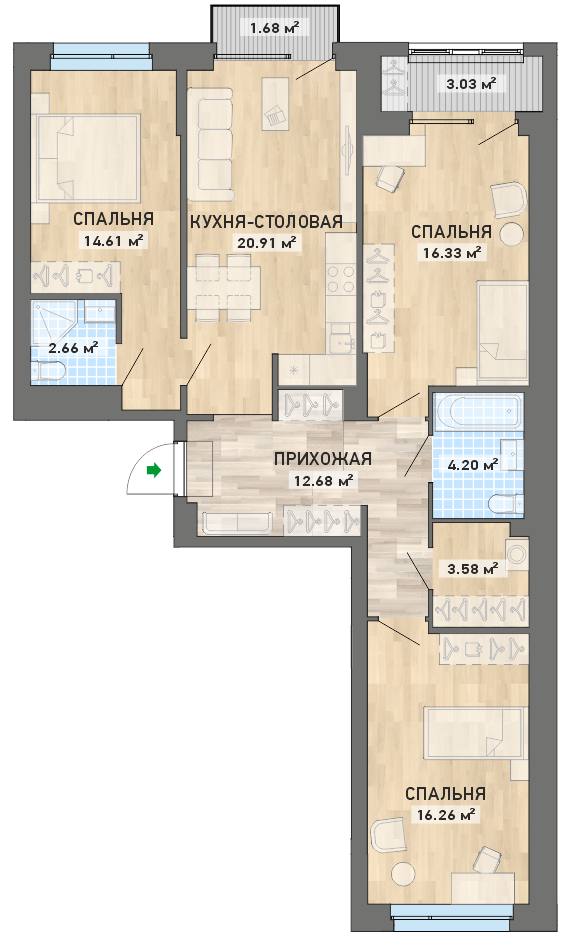 1.68 м²
3.03 м²
СПАЛЬНЯ
14.61 м²
КУХНЯ-СТОЛОВАЯ
20.91 м²
СПАЛЬНЯ
16.33 м²
2.66 м²
ПРИХОЖАЯ
12.68 м²
4.20 м²
3.58 м²
СПАЛЬНЯ
16.26 м²